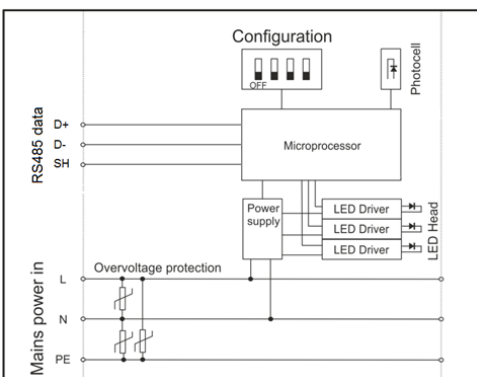 Configuration
OFF
Photocell
RS485 data
D+
D-
SH
Microprocessor
Power
supply
LED Driver
LED Driver
LED Driver
LED Head
Mains power in
Overvoltage protection
L
N
PE